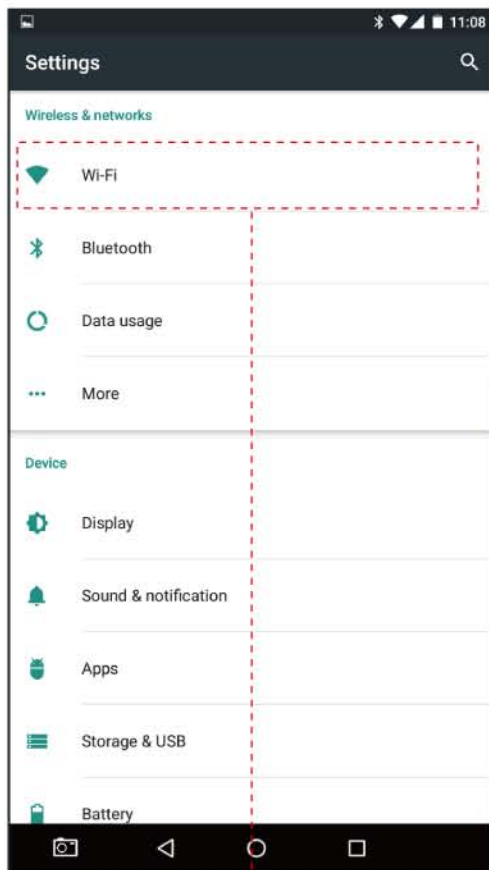 11:08
Settings
Wireless & networks
Wi-Fi
Bluetooth
Data usage
More
Device
Display
Sound & notification
Apps
Storage & USB
Battery